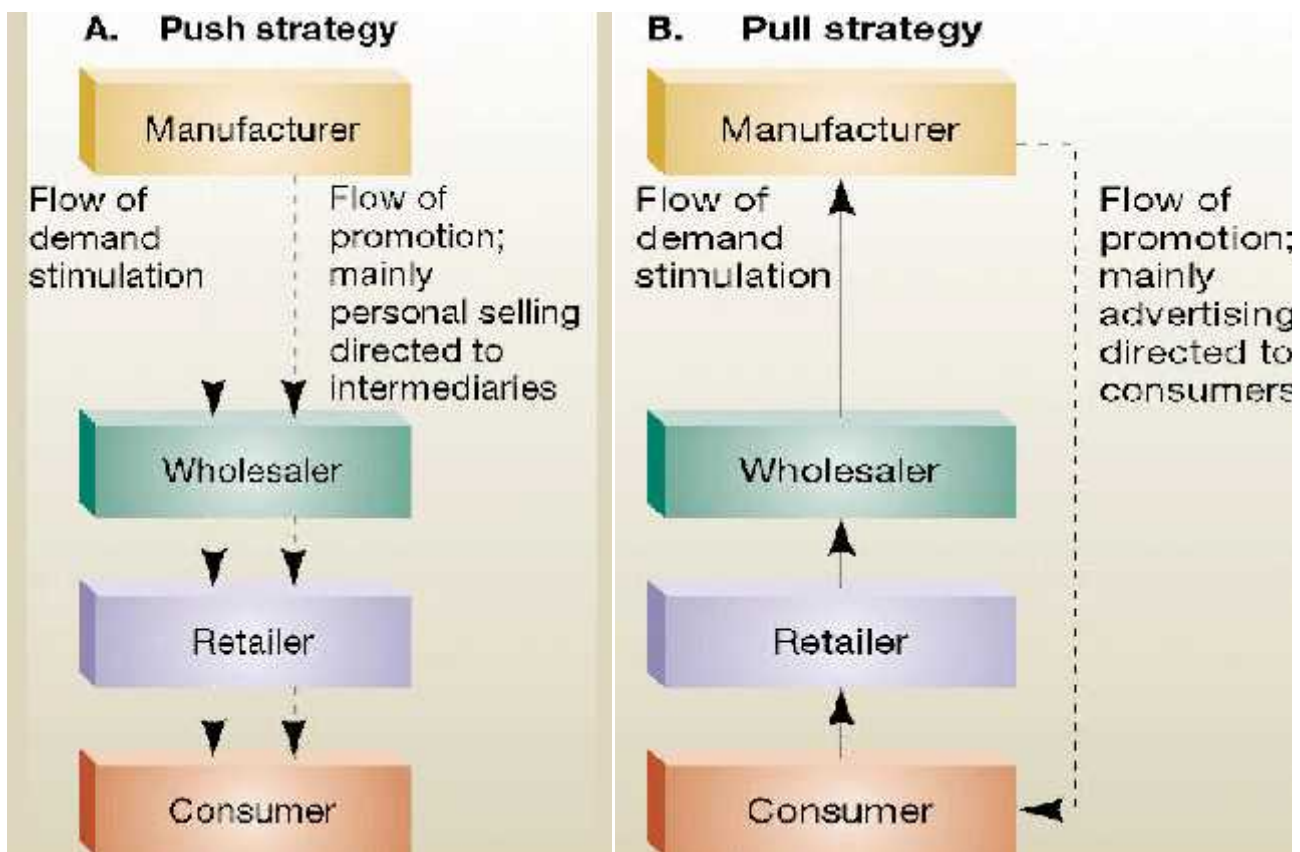 A. Push strategy
Manufacturer
Flow of
demand
stimulation
Flow of
promotion;
mainly
personal selling
directed to
intermediaries
Wholesaler
Retailer
Consumer
B. Pull strategy
Manufacturer
Flow of
demand
stimulation
Flow of
promotion;
mainly
advertising
directed to
consumers
Wholesaler
Retailer
Consumer